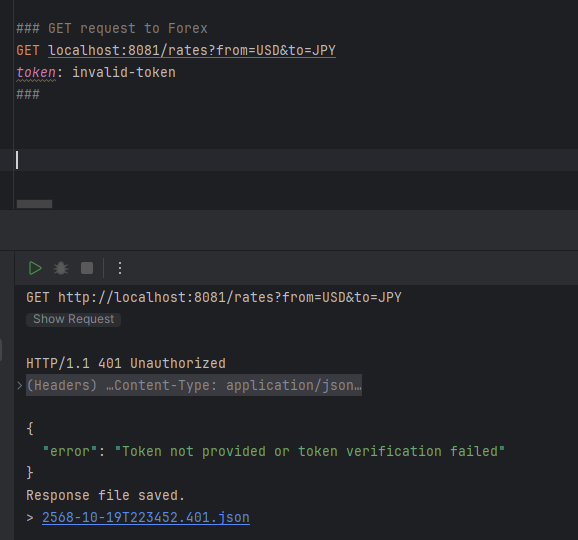 ### GET request to Forex
GET localhost:8081/rates?from=USD&to=JPY
token: invalid-token
###
GET http://localhost:8081/rates?from=USD&to=JPY
Show Request
HTTP/1.1 401 Unauthorized
(Headers) …Content-Type: application/json…
{
"error": "Token not provided or token verification failed"
}
Response file saved.
> 2568-10-19T223452.401.json